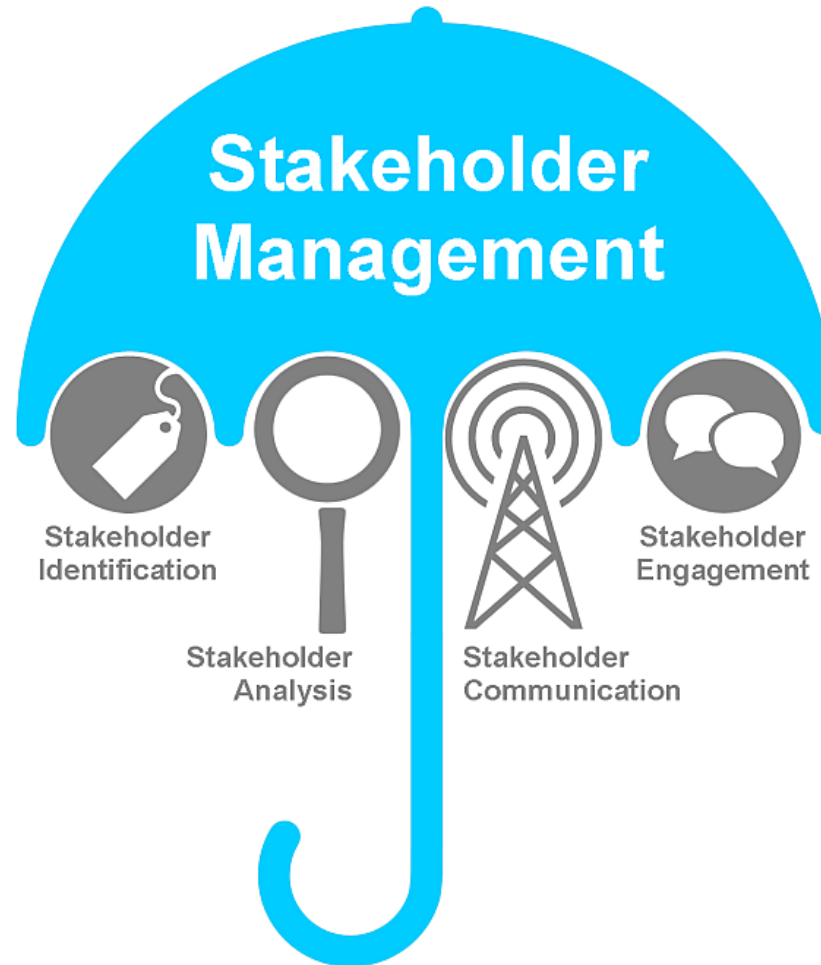 Stakeholder
Management
Stakeholder
Identification
Stakeholder
Analysis
Stakeholder
Communication
Stakeholder
Engagement